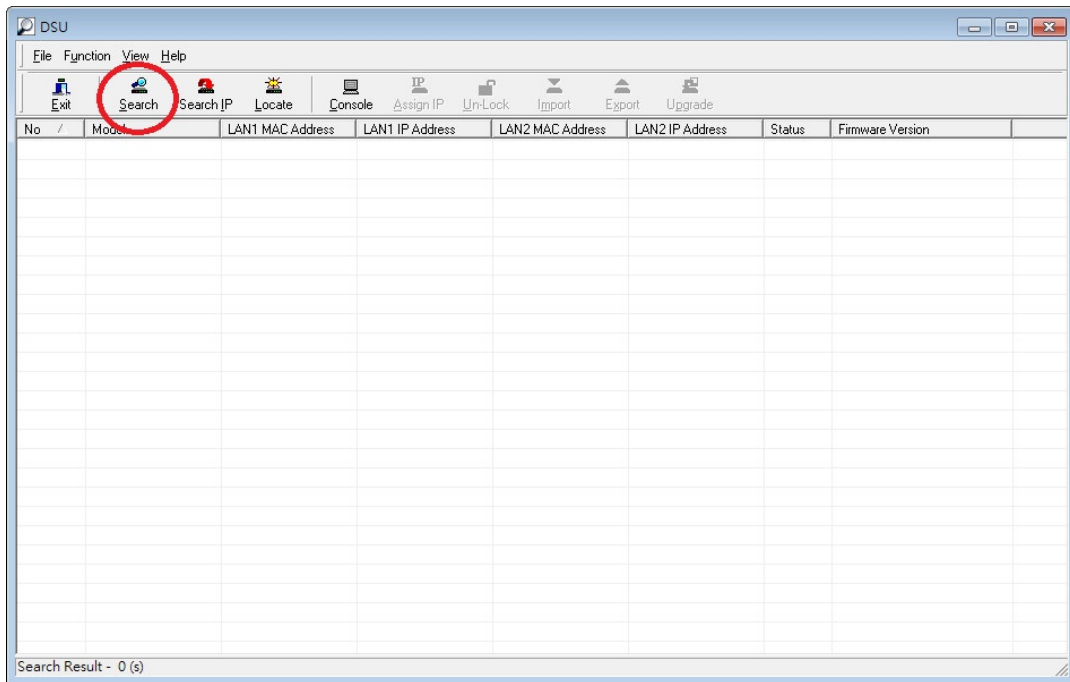 DSU
File Function View Help
Exit Search Search IP Locate Console Assign IP Un-Lock Import Export Upgrade
No / Model LAN1 MAC Address LAN1 IP Address LAN2 MAC Address LAN2 IP Address Status Firmware Version
Search Result - 0 (s)